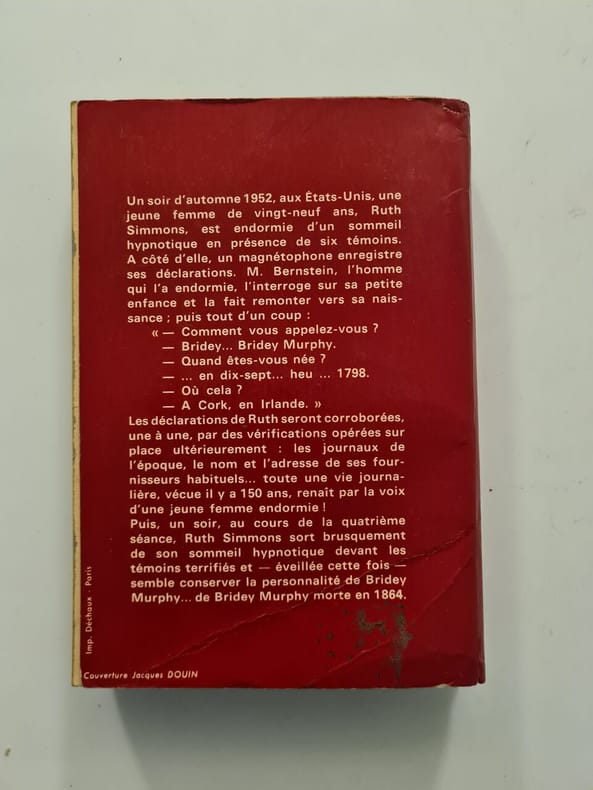 Un soir d'automne 1952, aux États-Unis, une
jeune femme de vingt-neuf ans, Ruth
Simmons, est endormie d'un sommeil
hypnotique en présence de six témoins.
A côté d'elle, un magnétophone enregistre
ses déclarations. M. Bernstein, l'homme
qui l'a endormie, l'interroge sur sa petite
enfance et la fait remonter vers sa nais-
sance ; puis tout d'un coup :
« — Comment vous appelez-vous ?
— Bridey... Bridey Murphy.
— Quand êtes-vous née ?
— ... en dix-sept... heu ... 1798.
— Où cela ?
— A Cork, en Irlande. »
Les déclarations de Ruth seront corroborées,
une à une, par des vérifications opérées sur
place ultérieurement : les journaux de
l'époque, le nom et l'adresse de ses four-
nisseurs habituels... toute une vie journa-
lière, vécue il y a 150 ans, renaît par la voix
d'une jeune femme endormie !
Puis, un soir, au cours de la quatrième
séance, Ruth Simmons sort brusquement
de son sommeil hypnotique devant les
témoins terrifiés et — éveillée cette fois —
semble conserver la personnalité de Bridey
Murphy... de Bridey Murphy morte en 1864.
Imp. Déchaux - Paris
Couverture Jacques DOUIN